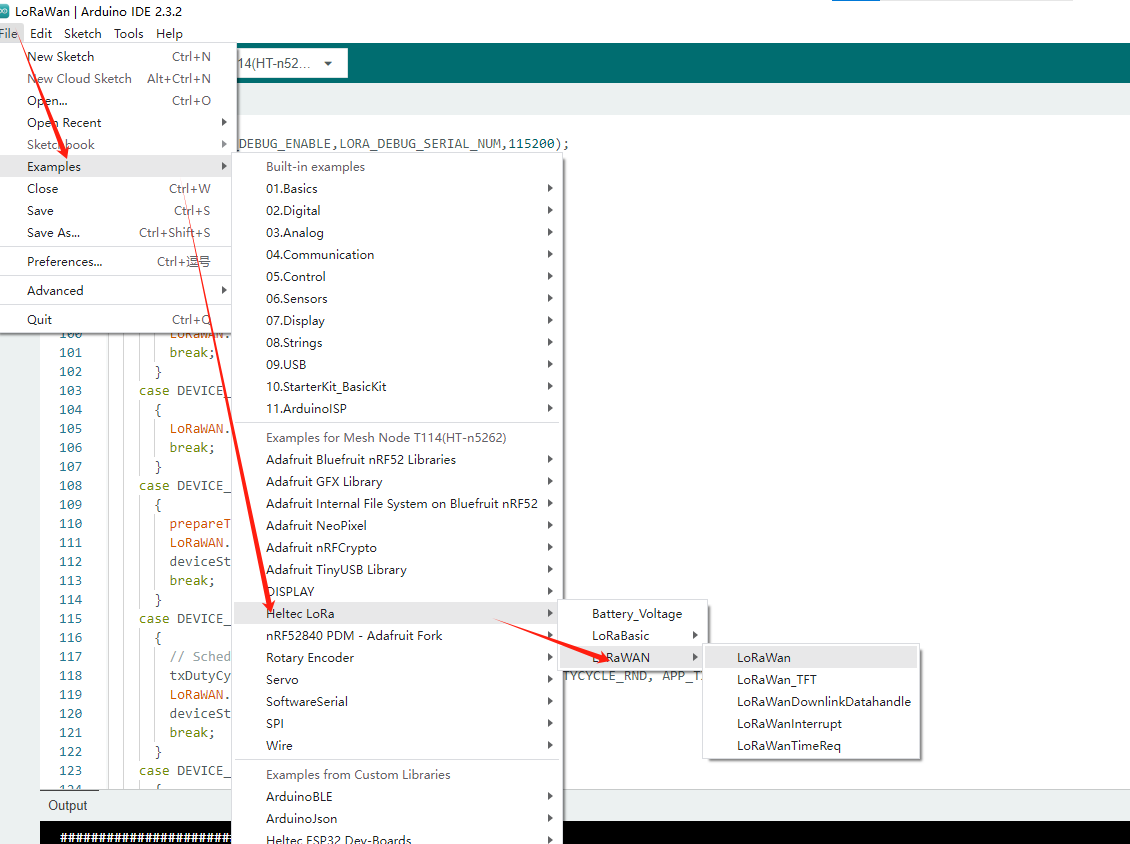 LoRaWan | Arduino IDE 2.3.2
File Edit Sketch Tools Help
New Sketch Ctrl+N
New Cloud Sketch Alt+Ctrl+N
Open... Ctrl+O
Open Recent
Sketchbook
Examples
Close Ctrl+W
Save Ctrl+S
Save As... Ctrl+Shift+S
Preferences... Ctrl+逗号
Advanced
Quit Ctrl+Q
14(HT-n52...
DEBUG_ENABLE,LORA_DEBUG_SERIAL_NUM,115200);
Built-in examples
01.Basics
02.Digital
03.Analog
04.Communication
05.Control
06.Sensors
07.Display
08.Strings
09.USB
10.StarterKit_BasicKit
11.ArduinoISP
Examples for Mesh Node T114(HT-n5262)
Adafruit Bluefruit nRF52 Libraries
Adafruit GFX Library
Adafruit Internal File System on Bluefruit nRF52
Adafruit NeoPixel
Adafruit nRFCrypto
Adafruit TinyUSB Library
DISPLAY
Heltec LoRa
nRF52840 PDM - Adafruit Fork
Rotary Encoder
Servo
SoftwareSerial
SPI
Wire
Examples from Custom Libraries
ArduinoBLE
ArduinoJson
Heltec ESP32 Dev-Boards
Battery_Voltage
LoRaBasic
LoRaWAN
LoRaWan
LoRaWan_TFT
LoRaWanDownlinkDatahandle
LoRaWanInterrupt
LoRaWanTimeReq
100 LoRaWAN.
101 break;
102 }
103 case DEVICE_
104 {
105 LoRaWAN.
106 break;
107 }
108 case DEVICE_
109 {
110 prepareT
111 LoRaWAN.
112 deviceSt
113 break;
114 }
115 case DEVICE_
116 {
117 // Sched
118 txDutyCy TYCYCLE_RND, APP_T
119 LoRaWAN.
120 deviceSt
121 break;
122 }
123 case DEVICE_
124 {
Output
######################